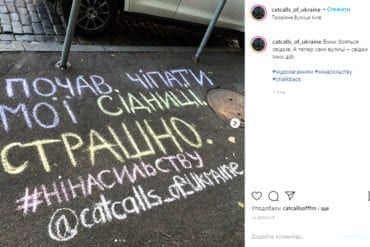 ПОЧАВ ЧІПАТИ
МОЇ СІДНИЦІ.
СТРАШНО.
#НІНАСИЛЬСТВУ
@catcalls_of_ukraine
catcalls_of_ukraine • Стежити
Прорізна Вулиця Київ
catcalls_of_ukraine Вони бояться
свідків. А тепер самі вулиці – свідки
їхніх дій.
#нідомаганням #нінасильству
#chalkback
Уподобали catcallsofffm і ще
Додайте коментар...